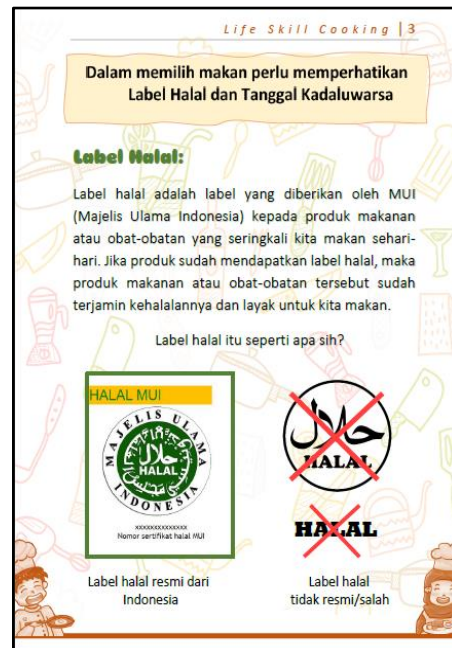 Life Skill Cooking | 3
Dalam memilih makan perlu memperhatikan
Label Halal dan Tanggal Kadaluwarsa
Label Halal:
Label halal adalah label yang diberikan oleh MUI
(Majelis Ulama Indonesia) kepada produk makanan
atau obat-obatan yang seringkali kita makan sehari-
hari. Jika produk sudah mendapatkan label halal, maka
produk makanan atau obat-obatan tersebut sudah
terjamin kehalalannya dan layak untuk kita makan.
Label halal itu seperti apa sih?
HALAL MUI
MAJELIS ULAMA
حلال
HALAL
INDONESIA
XXXXXXXXXXXXXX
Nomor sertifikat halal MUI
Label halal resmi dari
Indonesia
حلال
HALAL
HALAL
Label halal
tidak resmi/salah